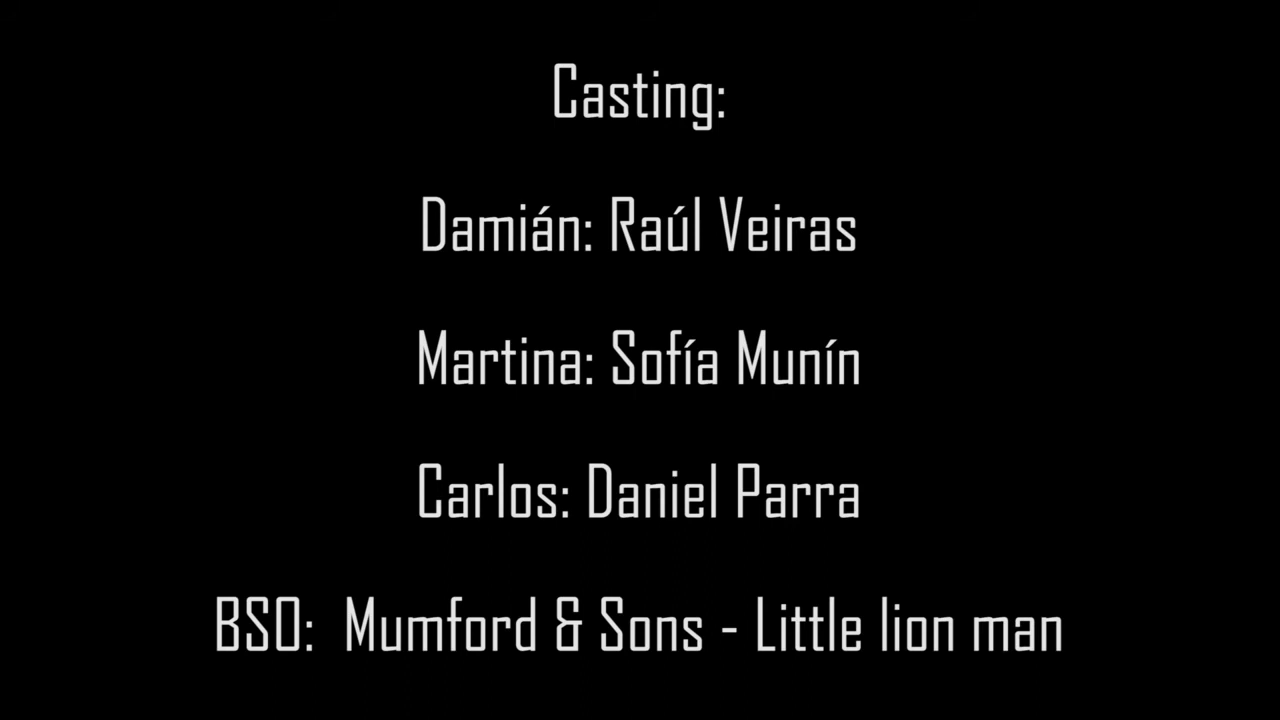 Casting:
Damián: Raúl Veiras
Martina: Sofía Munín
Carlos: Daniel Parra
BSO: Mumford & Sons - Little lion man